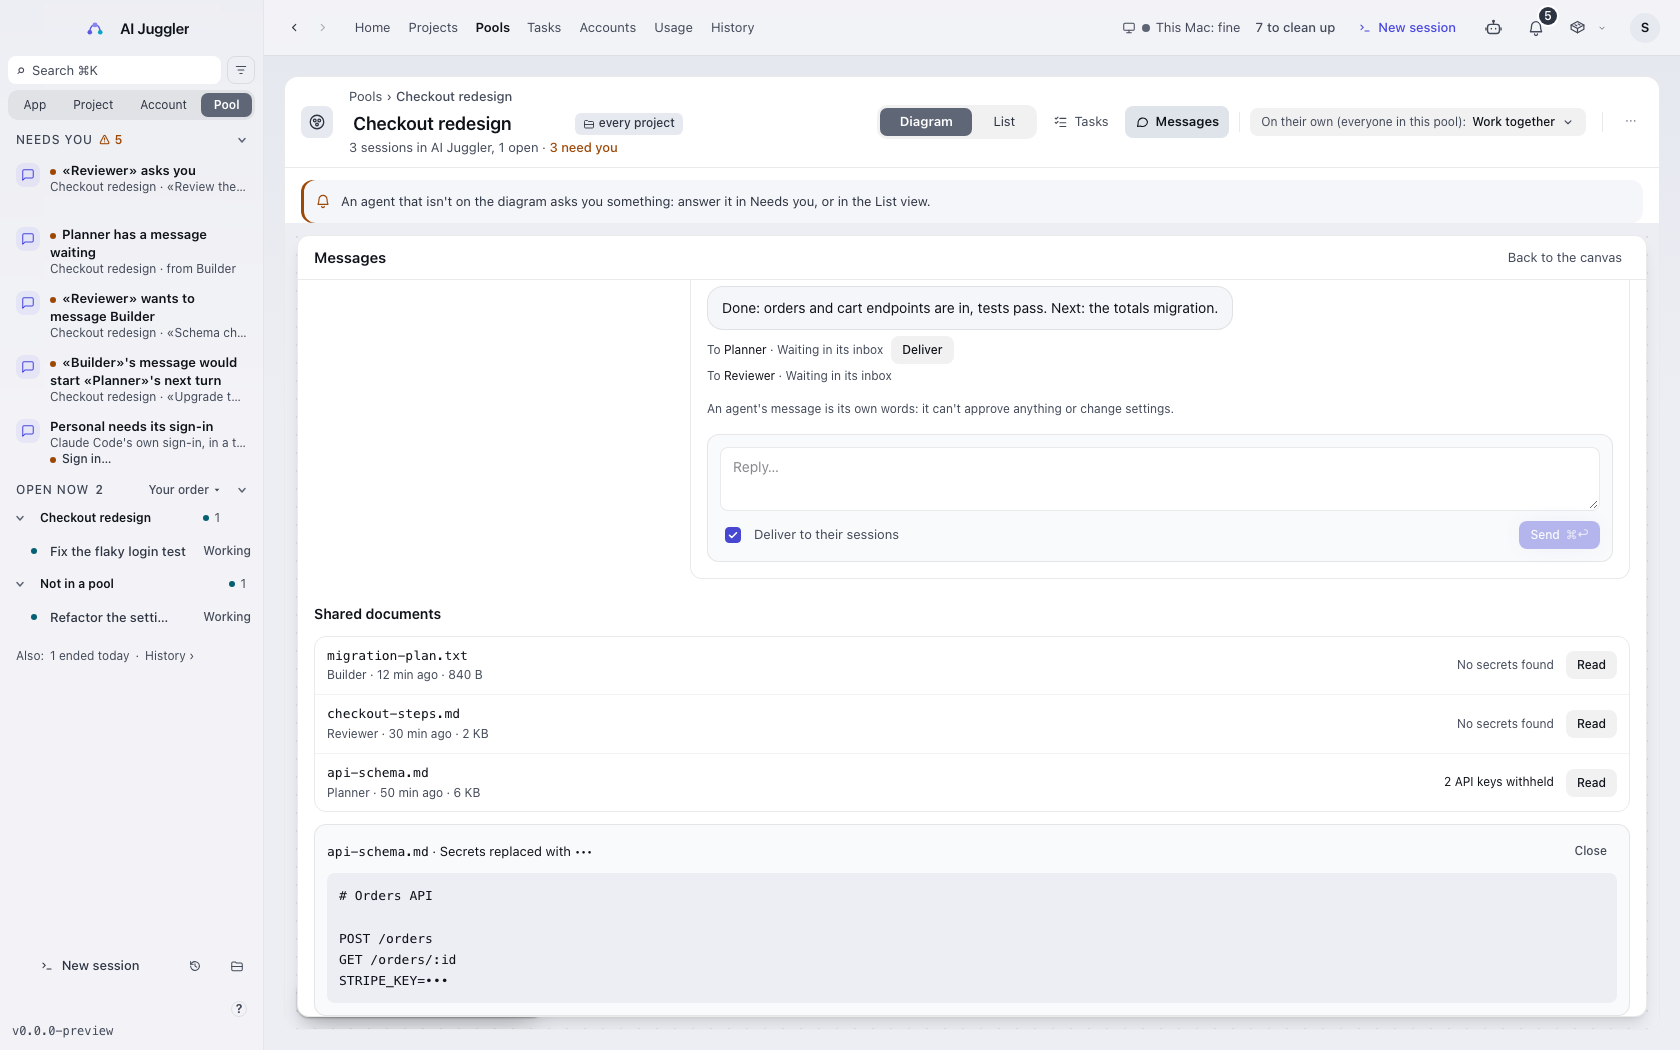 AI Juggler
Search ⌘K
App Project Account Pool
NEEDS YOU 5
«Reviewer» asks you
Checkout redesign · «Review the...
Planner has a message
waiting
Checkout redesign · from Builder
«Reviewer» wants to
message Builder
Checkout redesign · «Schema ch...
«Builder»'s message would
start «Planner»'s next turn
Checkout redesign · «Upgrade t...
Personal needs its sign-in
Claude Code's own sign-in, in a t...
Sign in...
OPEN NOW 2 Your order
Checkout redesign 1
Fix the flaky login test Working
Not in a pool 1
Refactor the setti... Working
Also: 1 ended today · History ›
New session
?
v0.0.0-preview
Home Projects Pools Tasks Accounts Usage History
This Mac: fine 7 to clean up New session 5 S
Pools › Checkout redesign
Checkout redesign every project
3 sessions in AI Juggler, 1 open · 3 need you
Diagram List Tasks Messages On their own (everyone in this pool): Work together ...
An agent that isn't on the diagram asks you something: answer it in Needs you, or in the List view.
Messages Back to the canvas
Done: orders and cart endpoints are in, tests pass. Next: the totals migration.
To Planner · Waiting in its inbox Deliver
To Reviewer · Waiting in its inbox
An agent's message is its own words: it can't approve anything or change settings.
Reply...
Deliver to their sessions Send ⌘↩
Shared documents
migration-plan.txt
Builder · 12 min ago · 840 B
No secrets found Read
checkout-steps.md
Reviewer · 30 min ago · 2 KB
No secrets found Read
api-schema.md
Planner · 50 min ago · 6 KB
2 API keys withheld Read
api-schema.md · Secrets replaced with ••• Close
# Orders API
POST /orders
GET /orders/:id
STRIPE_KEY=•••